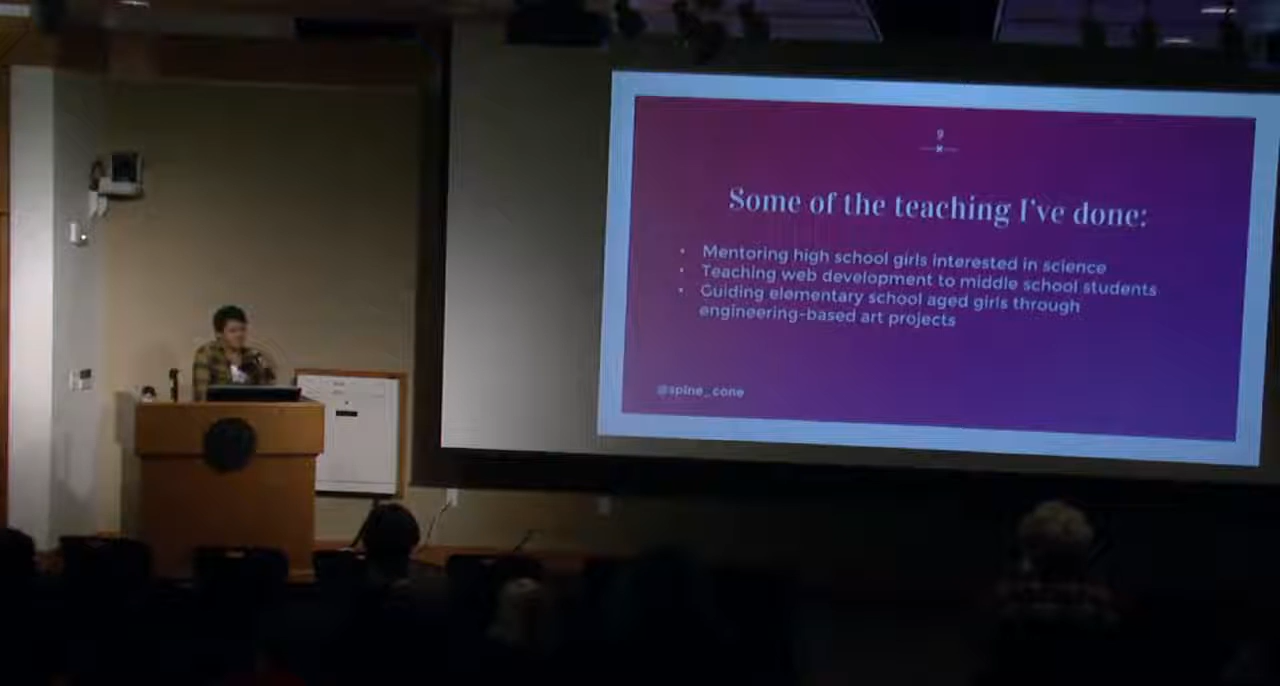 9
Some of the teaching I've done:
• Mentoring high school girls interested in science
• Teaching web development to middle school students
• Guiding elementary school aged girls through
engineering-based art projects
@spine_cone